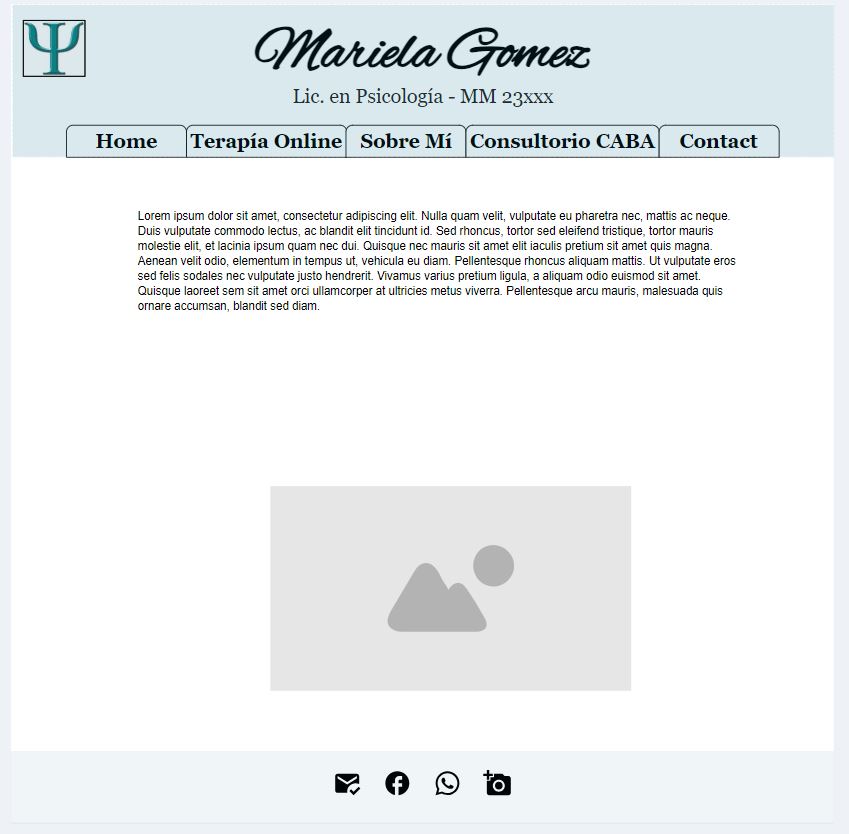 Ψ
Mariela Gomez
Lic. en Psicología - MM 23xxx
Home Terapía Online Sobre Mí Consultorio CABA Contact
Lorem ipsum dolor sit amet, consectetur adipiscing elit. Nulla quam velit, vulputate eu pharetra nec, mattis ac neque.
Duis vulputate commodo lectus, ac blandit elit tincidunt id. Sed rhoncus, tortor sed eleifend tristique, tortor mauris
molestie elit, et lacinia ipsum quam nec dui. Quisque nec mauris sit amet elit iaculis pretium sit amet quis magna.
Aenean velit odio, elementum in tempus ut, vehicula eu diam. Pellentesque rhoncus aliquam mattis. Ut vulputate eros
sed felis sodales nec vulputate justo hendrerit. Vivamus varius pretium ligula, a aliquam odio euismod sit amet.
Quisque laoreet sem sit amet orci ullamcorper at ultricies metus viverra. Pellentesque arcu mauris, malesuada quis
ornare accumsan, blandit sed diam.